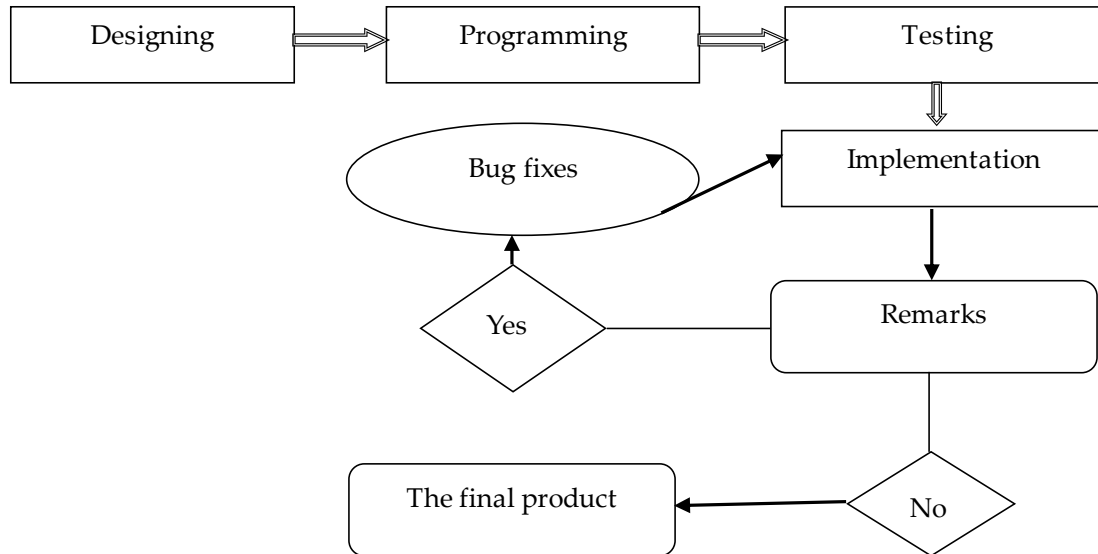 Designing
Programming
Testing
Bug fixes
Implementation
Yes
Remarks
The final product
No